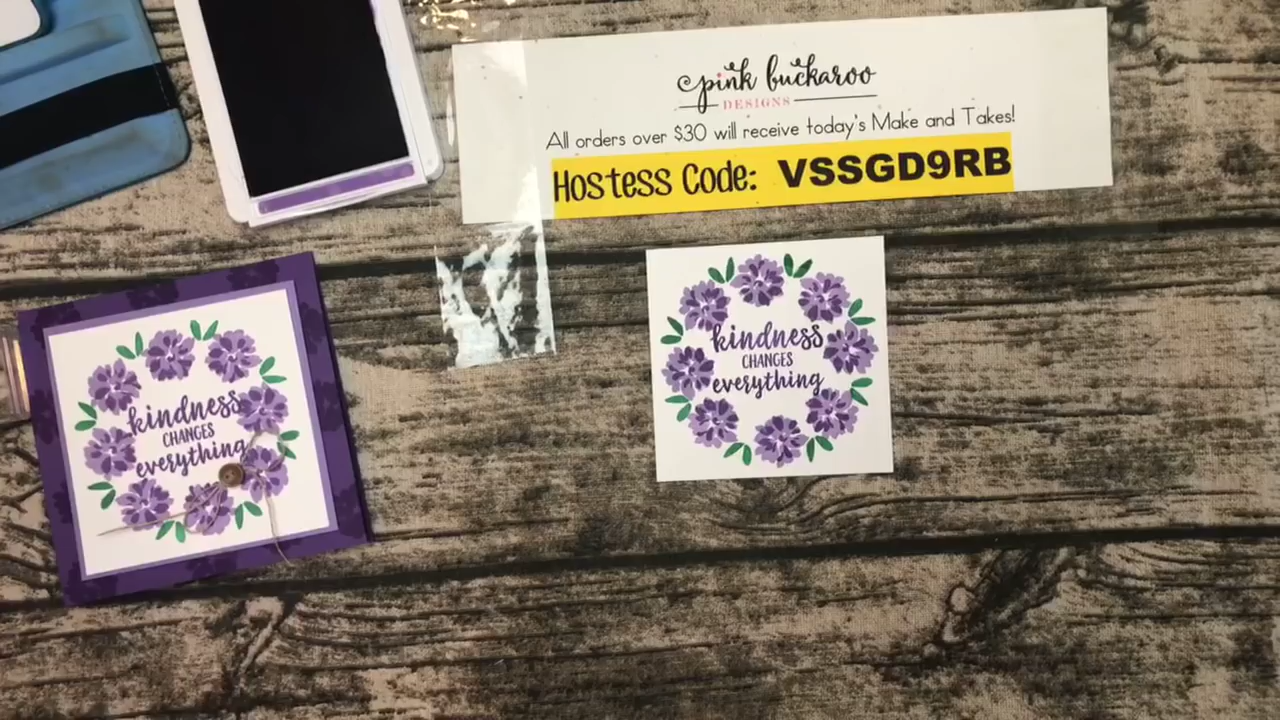 pink buckaroo
DESIGNS
All orders over $30 will receive today's Make and Takes!
Hostess Code: VSSGD9RB
kindness
CHANGES
everything
kindness
CHANGES
everything